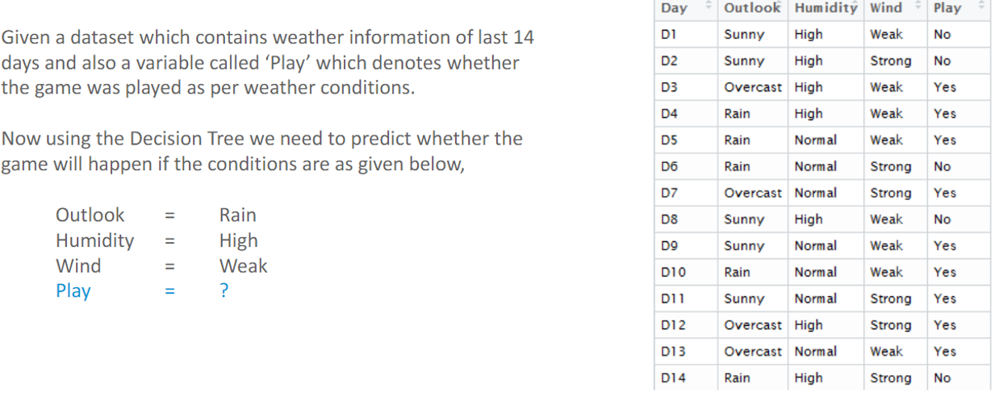 Given a dataset which contains weather information of last 14
days and also a variable called ‘Play’ which denotes whether
the game was played as per weather conditions.
Now using the Decision Tree we need to predict whether the
game will happen if the conditions are as given below,
Outlook = Rain
Humidity = High
Wind = Weak
Play = ?
Day Outlook Humidity Wind Play
D1 Sunny High Weak No
D2 Sunny High Strong No
D3 Overcast High Weak Yes
D4 Rain High Weak Yes
D5 Rain Normal Weak Yes
D6 Rain Normal Strong No
D7 Overcast Normal Strong Yes
D8 Sunny High Weak No
D9 Sunny Normal Weak Yes
D10 Rain Normal Weak Yes
D11 Sunny Normal Strong Yes
D12 Overcast High Strong Yes
D13 Overcast Normal Weak Yes
D14 Rain High Strong No